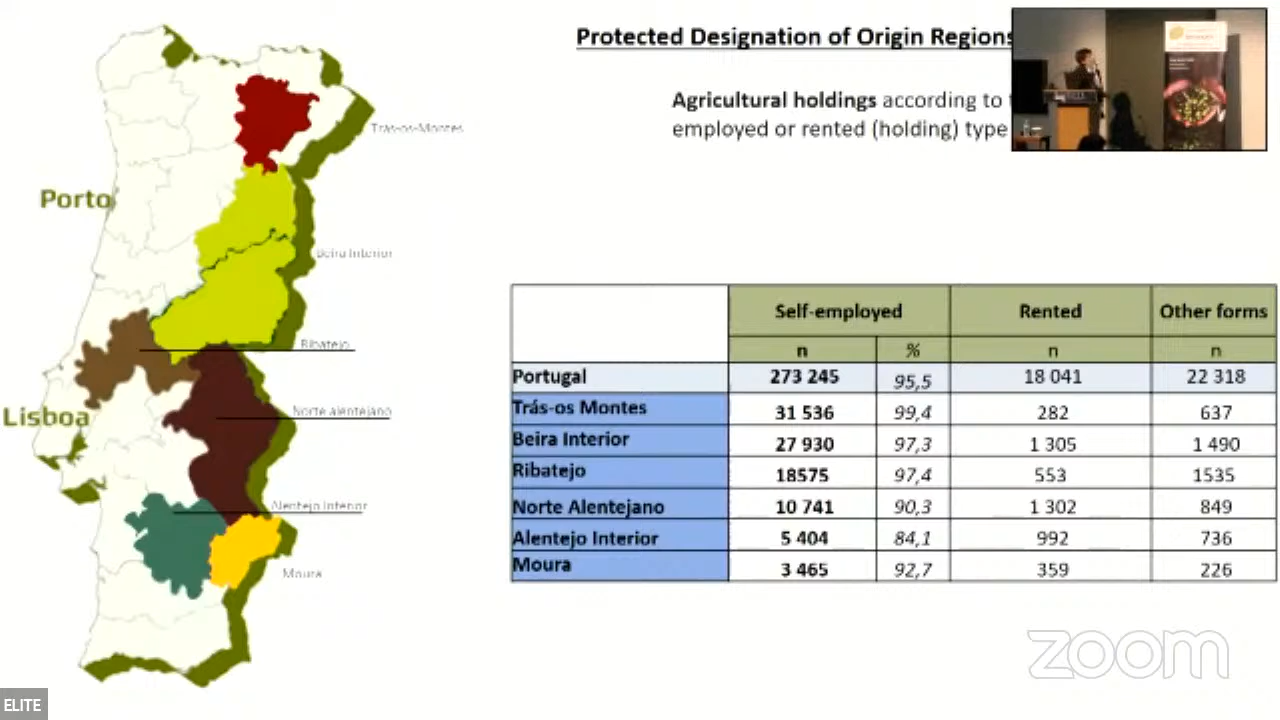 Protected Designation of Origin Regions
Agricultural holdings according to
employed or rented (holding) type
Trás-os-Montes
Porto
Beira Interior
Ribatejo
Lisboa
Norte alentejano
Alentejo Interior
Moura
Self-employed Rented Other forms
n % n n
Portugal 273 245 95,5 18 041 22 318
Trás-os Montes 31 536 99,4 282 637
Beira Interior 27 930 97,3 1 305 1 490
Ribatejo 18575 97,4 553 1535
Norte Alentejano 10 741 90,3 1 302 849
Alentejo Interior 5 404 84,1 992 736
Moura 3 465 92,7 359 226
zoom
ELITE